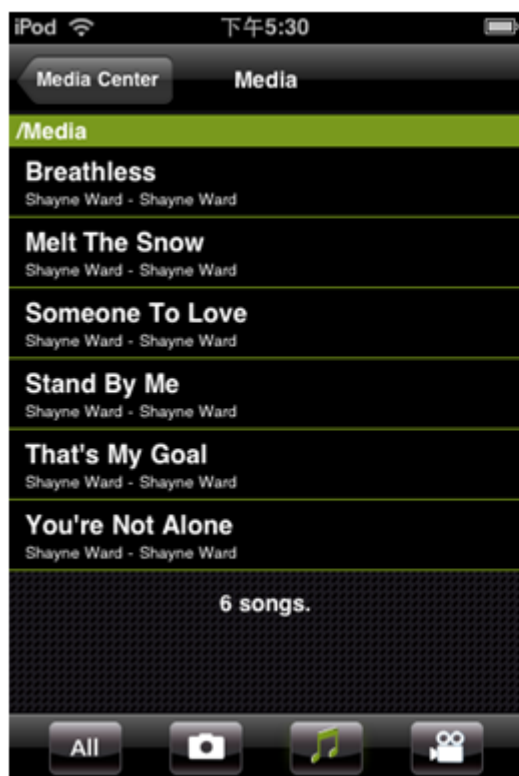 iPod 下午5:30
Media Center Media
/Media
Breathless
Shayne Ward - Shayne Ward
Melt The Snow
Shayne Ward - Shayne Ward
Someone To Love
Shayne Ward - Shayne Ward
Stand By Me
Shayne Ward - Shayne Ward
That's My Goal
Shayne Ward - Shayne Ward
You're Not Alone
Shayne Ward - Shayne Ward
6 songs.
All